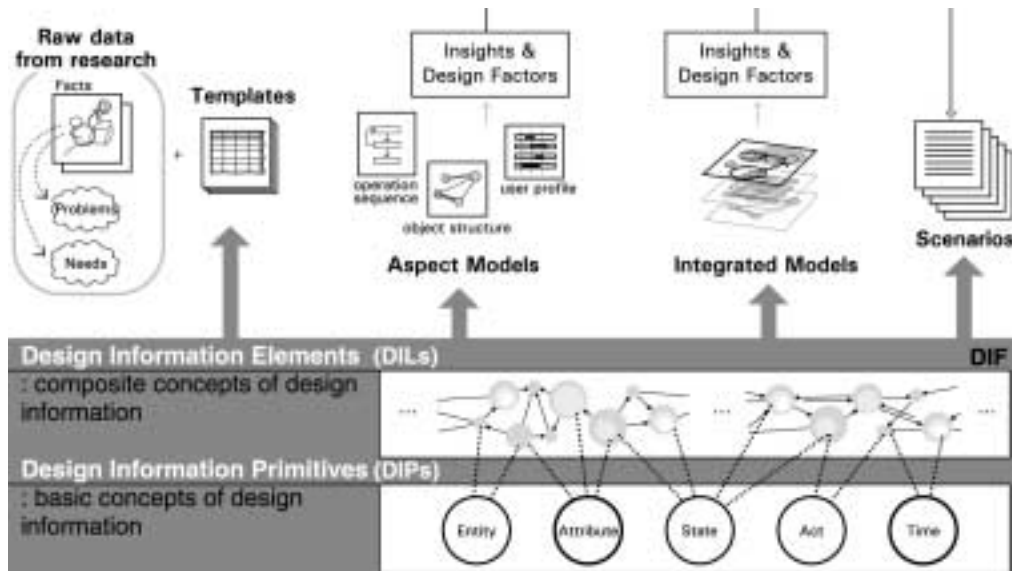 Raw data
from research
Facts
Problems
Needs
+
Templates
Insights &
Design Factors
operation
sequence
object structure
user profile
Aspect Models
Insights &
Design Factors
Integrated Models
Scenarios
Design Information Elements (DILs)
DIF
: composite concepts of design
information
...
...
...
Design Information Primitives (DIPs)
: basic concepts of design
information
Entity
Attribute
State
Act
Time